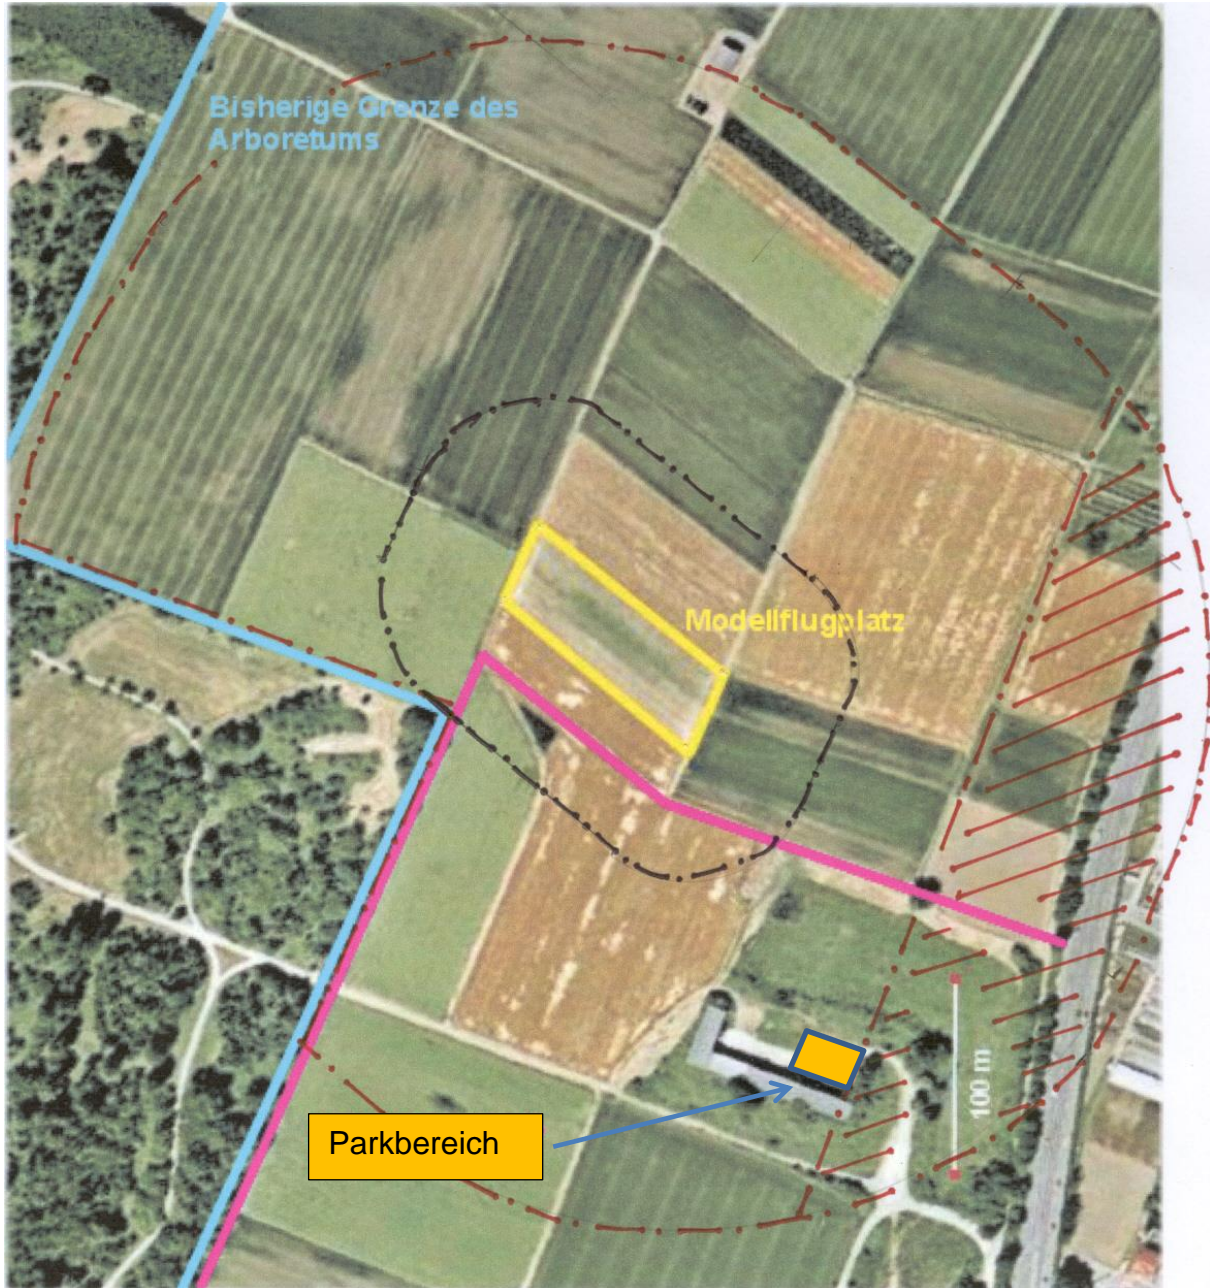 Bisherige Grenze des
Arboretums
Modellflugplatz
100 m
Parkbereich